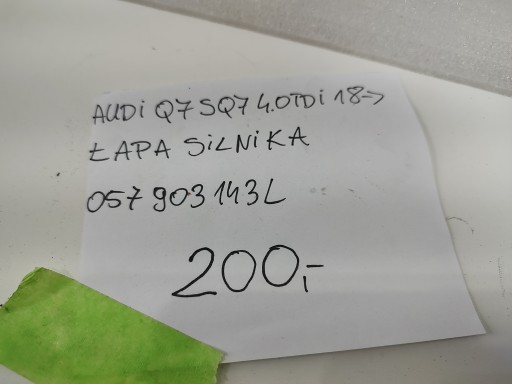 AUDi Q7 SQ7 4.0TDi 18->
ŁAPA SiLNiKA
057 903 143L
200,-